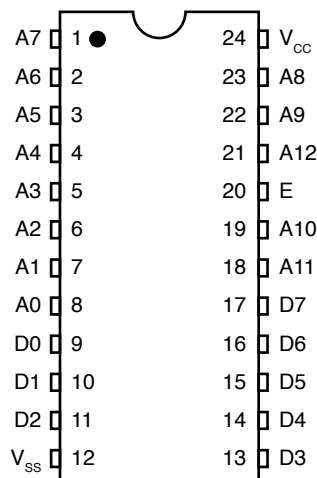 A7 1 24 VCC
A6 2 23 A8
A5 3 22 A9
A4 4 21 A12
A3 5 20 E
A2 6 19 A10
A1 7 18 A11
A0 8 17 D7
D0 9 16 D6
D1 10 15 D5
D2 11 14 D4
VSS 12 13 D3